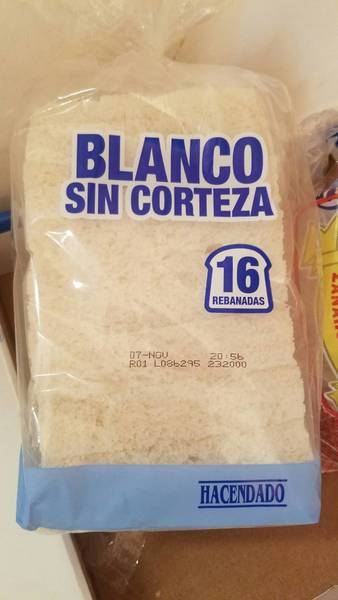 BLANCO
SIN CORTEZA
16
REBANADAS
07-NOV 20:56
R01 L086295 232000
HACENDADO